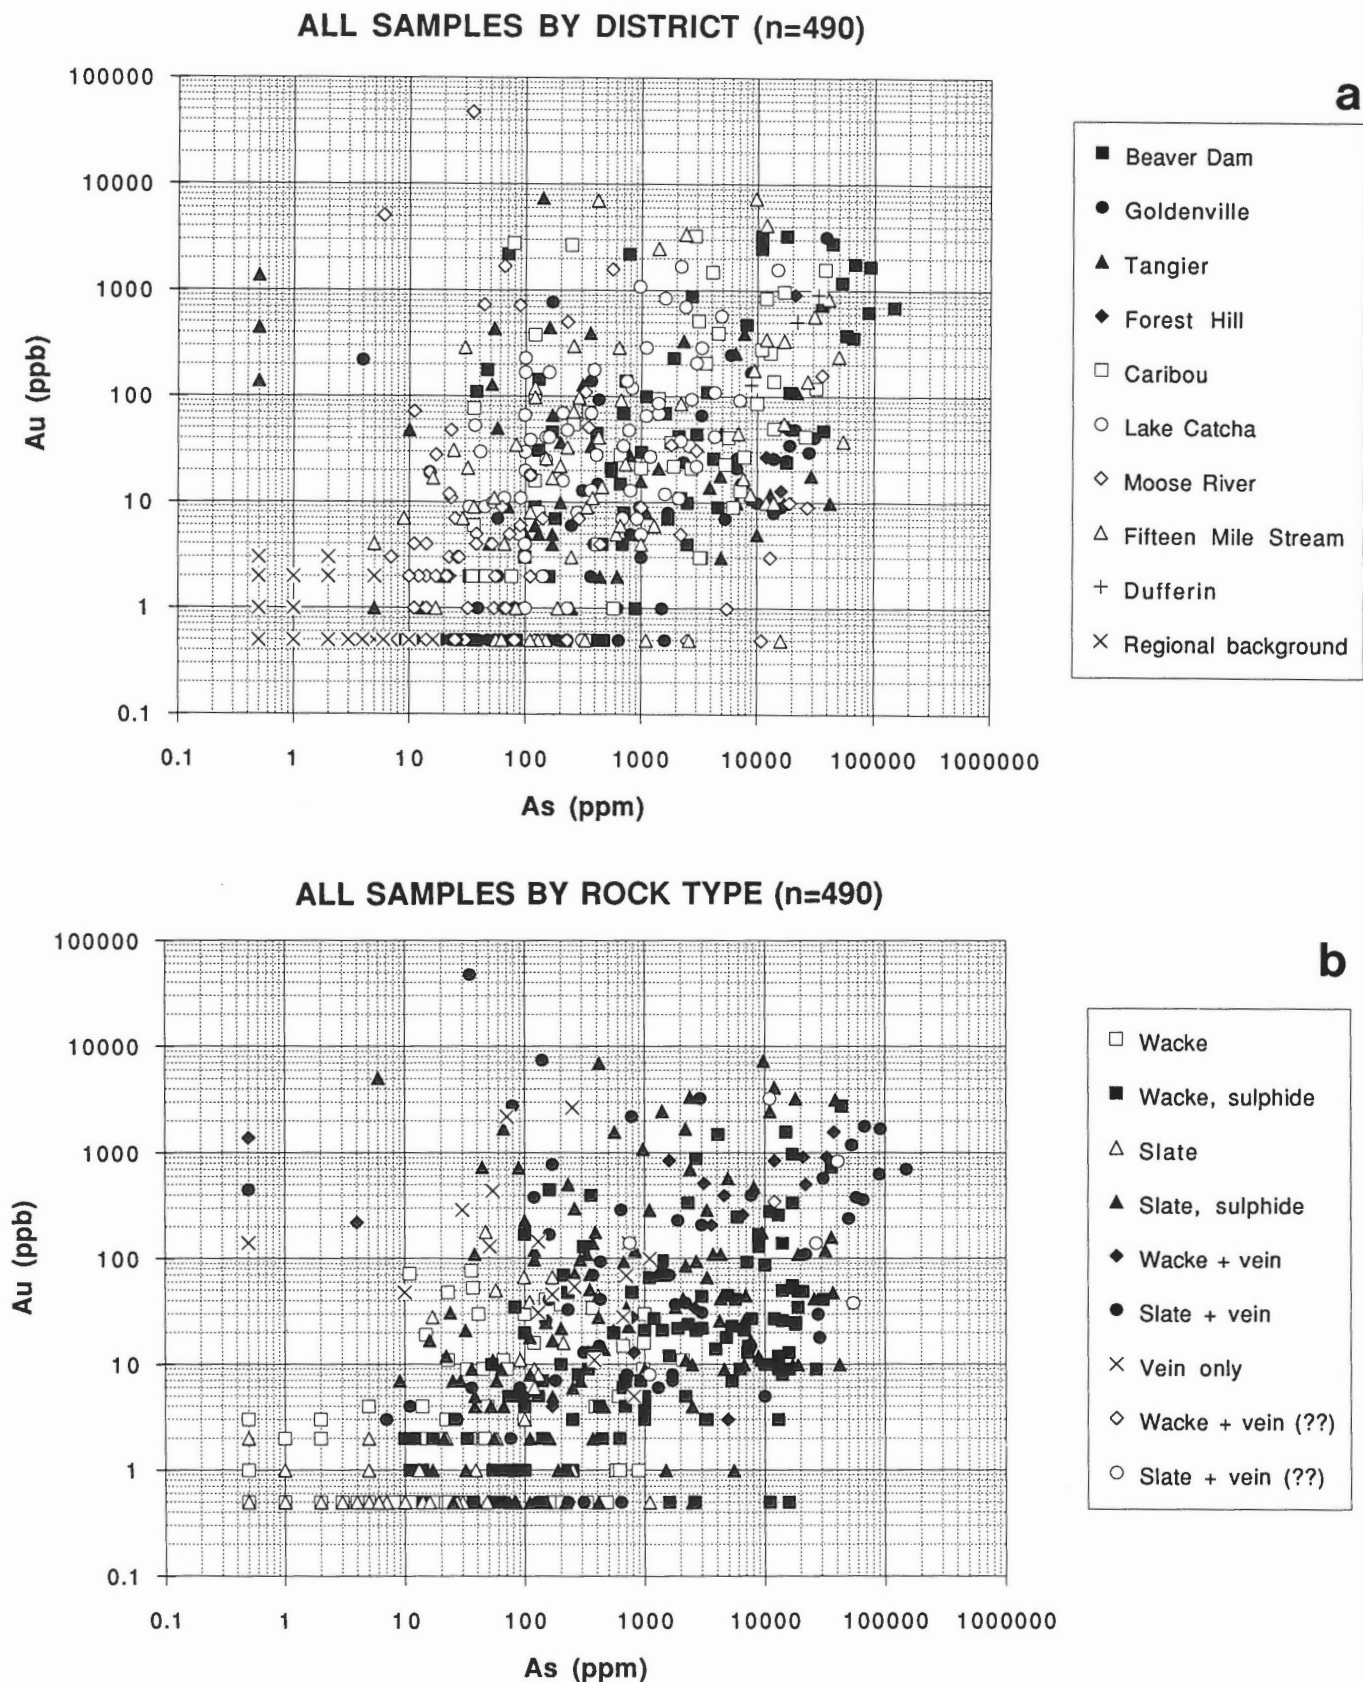 ALL SAMPLES BY DISTRICT (n=490)
a
100000
10000
1000
100
10
1
0.1
Au (ppb)
0.1 1 10 100 1000 10000 100000 1000000
As (ppm)
Beaver Dam
Goldenville
Tangier
Forest Hill
Caribou
Lake Catcha
Moose River
Fifteen Mile Stream
Dufferin
Regional background
ALL SAMPLES BY ROCK TYPE (n=490)
b
100000
10000
1000
100
10
1
0.1
Au (ppb)
0.1 1 10 100 1000 10000 100000 1000000
As (ppm)
Wacke
Wacke, sulphide
Slate
Slate, sulphide
Wacke + vein
Slate + vein
Vein only
Wacke + vein (??)
Slate + vein (??)